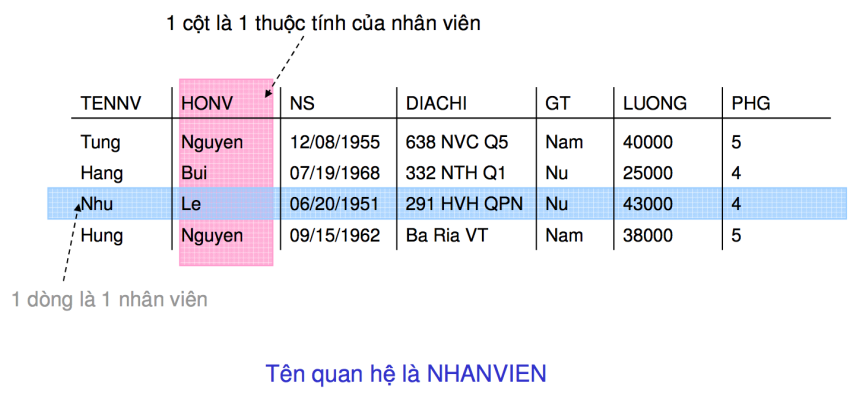 1 cột là 1 thuộc tính của nhân viên
TENNV HONV NS DIACHI GT LUONG PHG
Tung Nguyen 12/08/1955 638 NVC Q5 Nam 40000 5
Hang Bui 07/19/1968 332 NTH Q1 Nu 25000 4
Nhu Le 06/20/1951 291 HVH QPN Nu 43000 4
Hung Nguyen 09/15/1962 Ba Ria VT Nam 38000 5
1 dòng là 1 nhân viên
Tên quan hệ là NHANVIEN